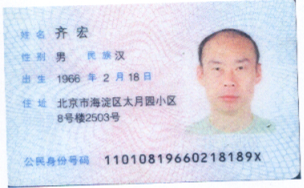 姓名 齐宏
性别 男 民族 汉
出生 1966 年 2 月 18 日
住址 北京市海淀区太月园小区
8号楼2503号
公民身份号码 11010819660218189X